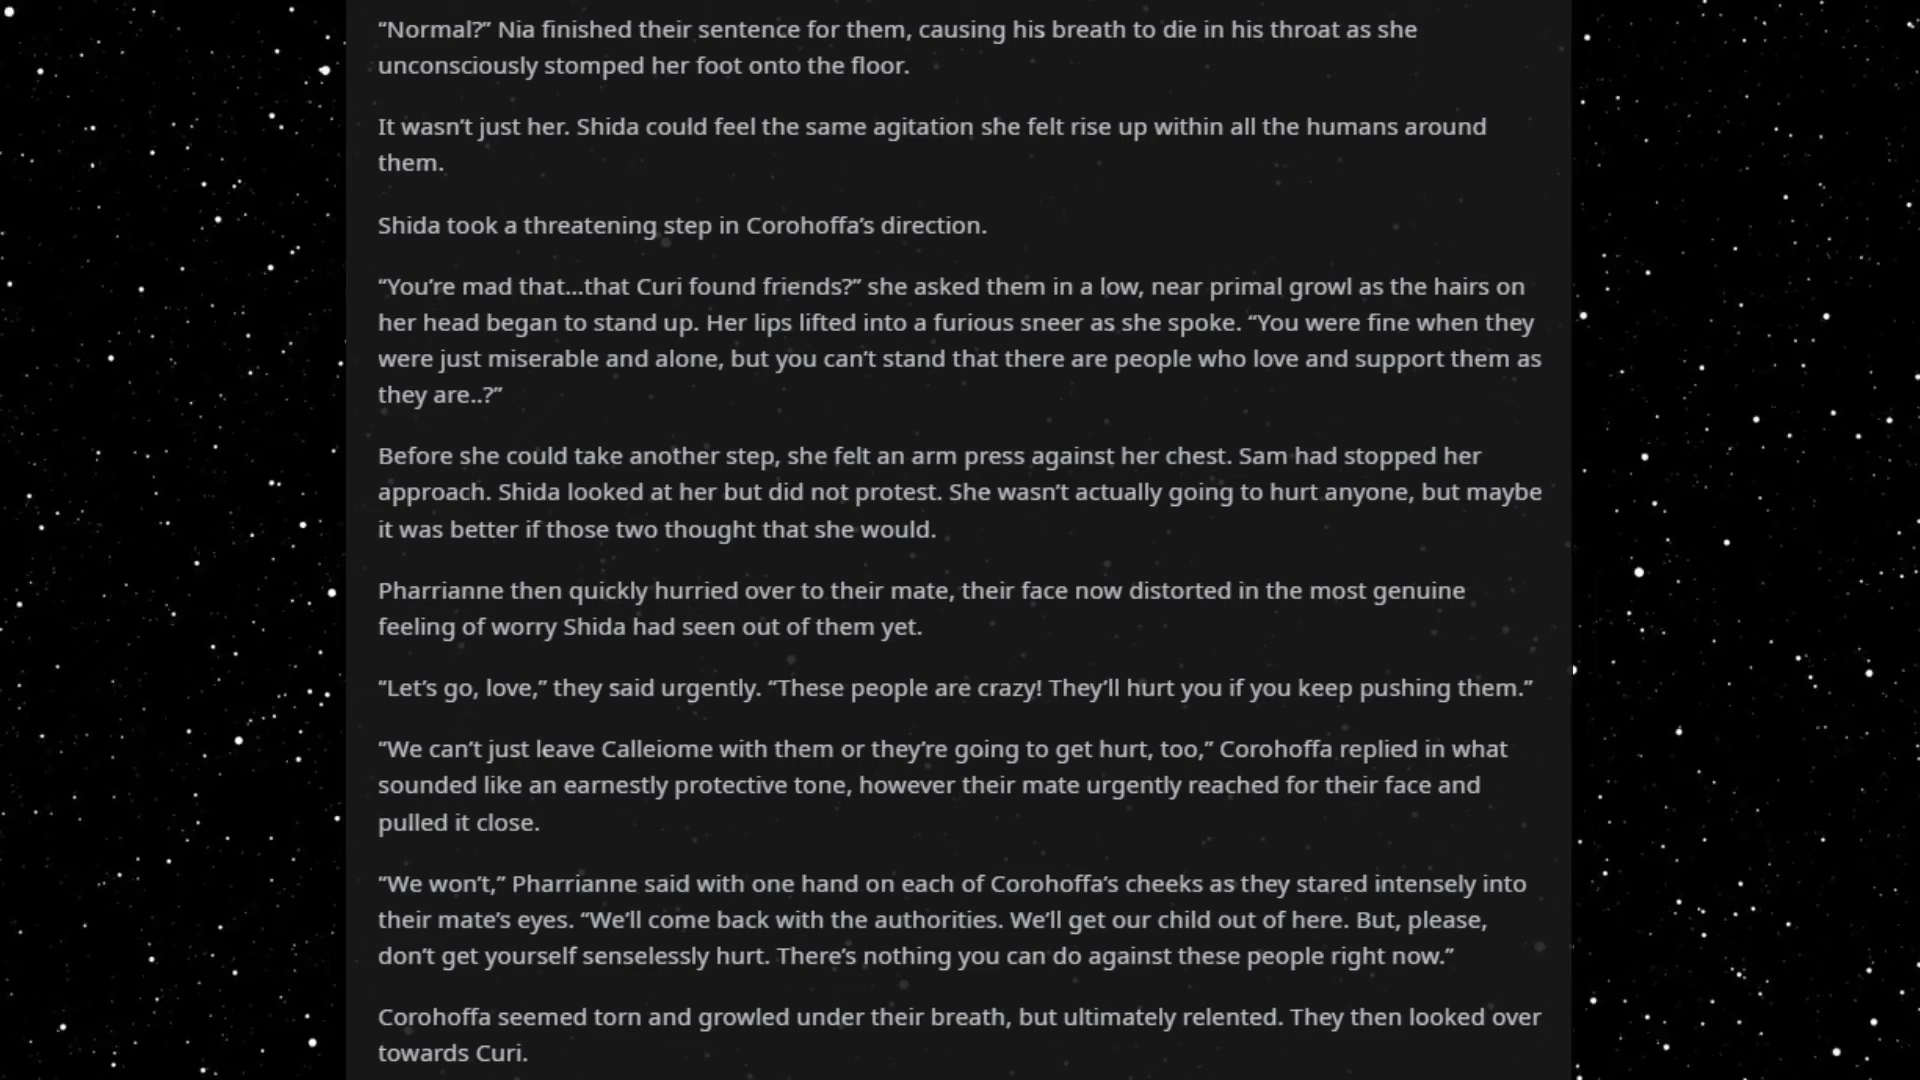 “Normal?” Nia finished their sentence for them, causing his breath to die in his throat as she
unconsciously stomped her foot onto the floor.
It wasn’t just her. Shida could feel the same agitation she felt rise up within all the humans around
them.
Shida took a threatening step in Corohoffa’s direction.
“You’re mad that…that Curi found friends?” she asked them in a low, near primal growl as the hairs on
her head began to stand up. Her lips lifted into a furious sneer as she spoke. “You were fine when they
were just miserable and alone, but you can’t stand that there are people who love and support them as
they are..?”
Before she could take another step, she felt an arm press against her chest. Sam had stopped her
approach. Shida looked at her but did not protest. She wasn’t actually going to hurt anyone, but maybe
it was better if those two thought that she would.
Pharrianne then quickly hurried over to their mate, their face now distorted in the most genuine
feeling of worry Shida had seen out of them yet.
“Let’s go, love,” they said urgently. “These people are crazy! They’ll hurt you if you keep pushing them.”
“We can’t just leave Calleiome with them or they’re going to get hurt, too,” Corohoffa replied in what
sounded like an earnestly protective tone, however their mate urgently reached for their face and
pulled it close.
“We won’t,” Pharrianne said with one hand on each of Corohoffa’s cheeks as they stared intensely into
their mate’s eyes. “We’ll come back with the authorities. We’ll get our child out of here. But, please,
don’t get yourself senselessly hurt. There’s nothing you can do against these people right now.”
Corohoffa seemed torn and growled under their breath, but ultimately relented. They then looked over
towards Curi.